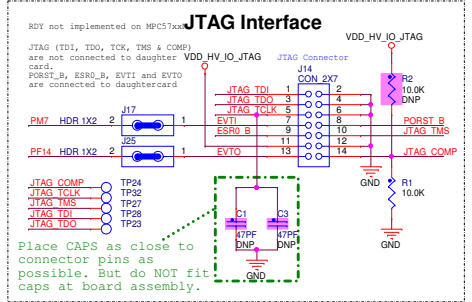 JTAG Interface
RDY not implemented on MPC57xx
JTAG (TDI, TDO, TCK, TMS & COMP)
are not connected to daughter
card.
PORST_B, ESR0_B, EVTI and EVTO
are connected to daughtercard
VDD_HV_IO_JTAG
VDD_HV_IO_JTAG
JTAG Connector
J14
CON_2X7
JTAG_TDI 1 2
JTAG_TDO 3 4
JTAG_TCLK 5 6
EVTI 7 8 PORST_B
ESR0_B 9 10 JTAG_TMS
11 12
EVTO 13 14 JTAG_COMP
R2
10.0K
DNP
J17
PM7 HDR 1X2 2 1
J25
PF14 HDR 1X2 2 1
GND
R1
10.0K
GND
JTAG_COMP TP24
JTAG_TCLK TP32
JTAG_TMS TP27
JTAG_TDI TP28
JTAG_TDO TP23
C1
47PF
DNP
C3
47PF
DNP
GND
Place CAPS as close to
connector pins as
possible. But do NOT fit
caps at board assembly.